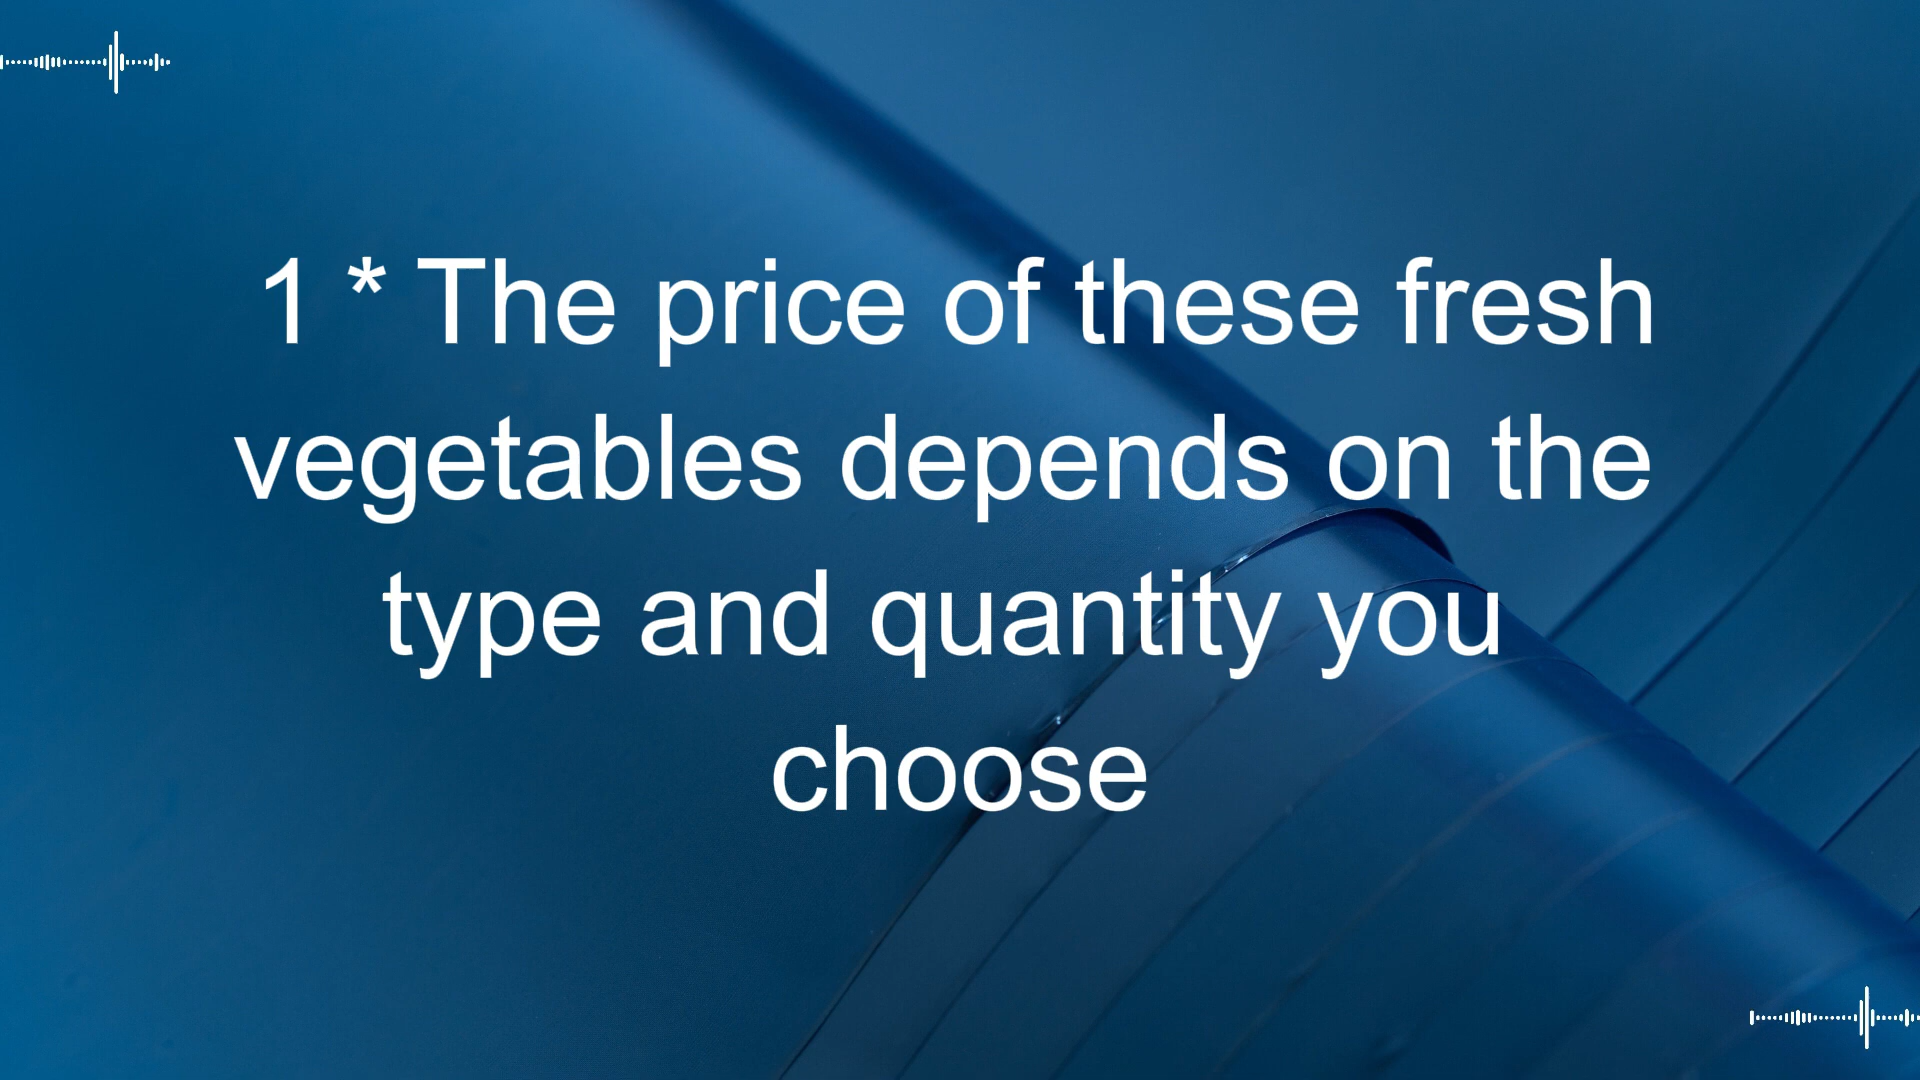 1 * The price of these fresh
vegetables depends on the
type and quantity you
choose